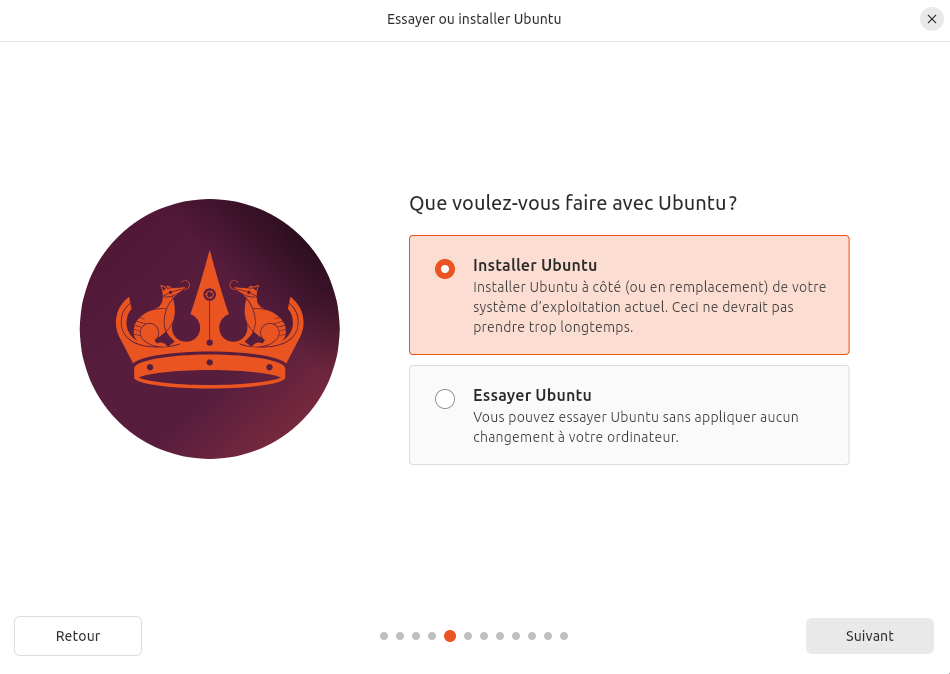 Essayer ou installer Ubuntu
Que voulez-vous faire avec Ubuntu ?
Installer Ubuntu
Installer Ubuntu à côté (ou en remplacement) de votre
système d’exploitation actuel. Ceci ne devrait pas
prendre trop longtemps.
Essayer Ubuntu
Vous pouvez essayer Ubuntu sans appliquer aucun
changement à votre ordinateur.
Retour
Suivant